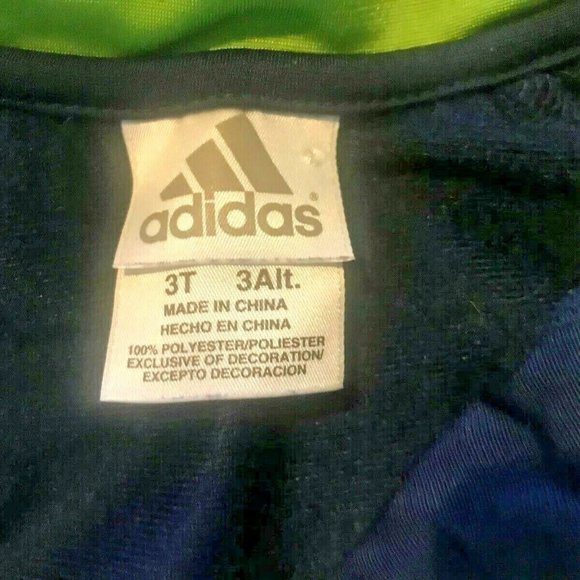 adidas®
3T 3Alt.
MADE IN CHINA
HECHO EN CHINA
100% POLYESTER/POLIESTER
EXCLUSIVE OF DECORATION/
EXCEPTO DECORACION